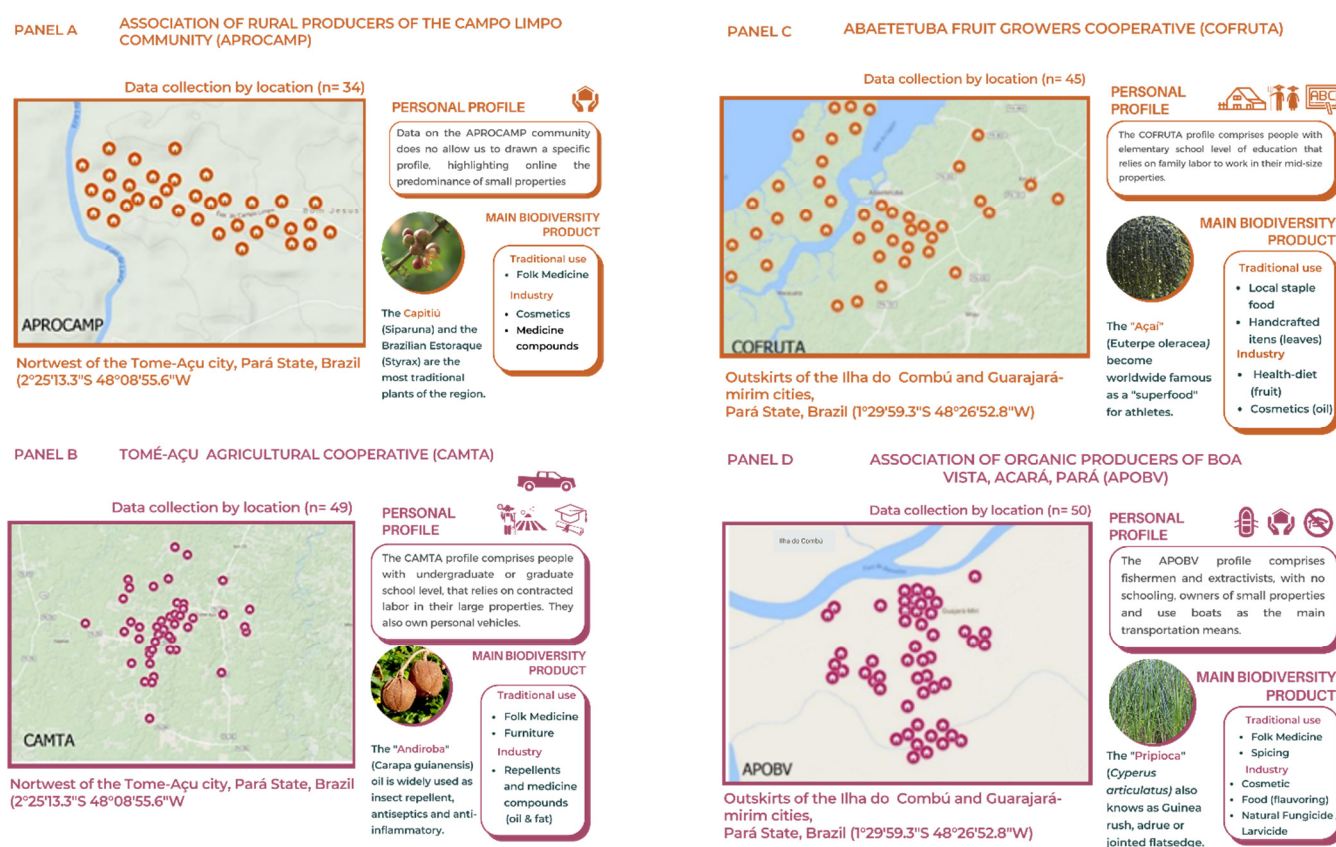 PANEL A
ASSOCIATION OF RURAL PRODUCERS OF THE CAMPO LIMPO
COMMUNITY (APROCAMP)
Data collection by location (n= 34)
APROCAMP
Nortwest of the Tome-Açu city, Pará State, Brazil
(2°25'13.3"S 48°08'55.6"W
PERSONAL PROFILE
Data on the APROCAMP community
does no allow us to drawn a specific
profile, highlighting online the
predominance of small properties
MAIN BIODIVERSITY
PRODUCT
Traditional use
• Folk Medicine
Industry
• Cosmetics
• Medicine
compounds
The Capitiú
(Siparuna) and the
Brazilian Estoraque
(Styrax) are the
most traditional
plants of the region.
PANEL C
ABAETETUBA FRUIT GROWERS COOPERATIVE (COFRUTA)
Data collection by location (n= 45)
Abaetetuba
COFRUTA
Outskirts of the Ilha do Combú and Guarajará-
mirim cities,
Pará State, Brazil (1°29'59.3"S 48°26'52.8"W)
PERSONAL
PROFILE
ABC
The COFRUTA profile comprises people with
elementary school level of education that
relies on family labor to work in their mid-size
properties.
MAIN BIODIVERSITY
PRODUCT
Traditional use
• Local staple
food
• Handcrafted
itens (leaves)
Industry
• Health-diet
(fruit)
• Cosmetics (oil)
The "Açaí"
(Euterpe oleracea)
become
worldwide famous
as a "superfood"
for athletes.
PANEL B
TOMÉ-AÇU AGRICULTURAL COOPERATIVE (CAMTA)
Data collection by location (n= 49)
CAMTA
Nortwest of the Tome-Açu city, Pará State, Brazil
(2°25'13.3"S 48°08'55.6"W
PERSONAL
PROFILE
The CAMTA profile comprises people
with undergraduate or graduate
school level, that relies on contracted
labor in their large properties. They
also own personal vehicles.
MAIN BIODIVERSITY
PRODUCT
Traditional use
• Folk Medicine
• Furniture
Industry
• Repellents
and medicine
compounds
(oil & fat)
The "Andiroba"
(Carapa guianensis)
oil is widely used as
insect repellent,
antiseptics and anti-
inflammatory.
PANEL D
ASSOCIATION OF ORGANIC PRODUCERS OF BOA
VISTA, ACARÁ, PARÁ (APOBV)
Data collection by location (n= 50)
Ilha do Combú
APOBV
Outskirts of the Ilha do Combú and Guarajará-
mirim cities,
Pará State, Brazil (1°29'59.3"S 48°26'52.8"W)
PERSONAL
PROFILE
The APOBV profile comprises
fishermen and extractivists, with no
schooling, owners of small properties
and use boats as the main
transportation means.
MAIN BIODIVERSITY
PRODUCT
Traditional use
• Folk Medicine
• Spicing
Industry
• Cosmetic
• Food (flauvoring)
• Natural Fungicide /
Larvicide
The "Pripioca"
(Cyperus
articulatus) also
knows as Guinea
rush, adrue or
jointed flatsedge.